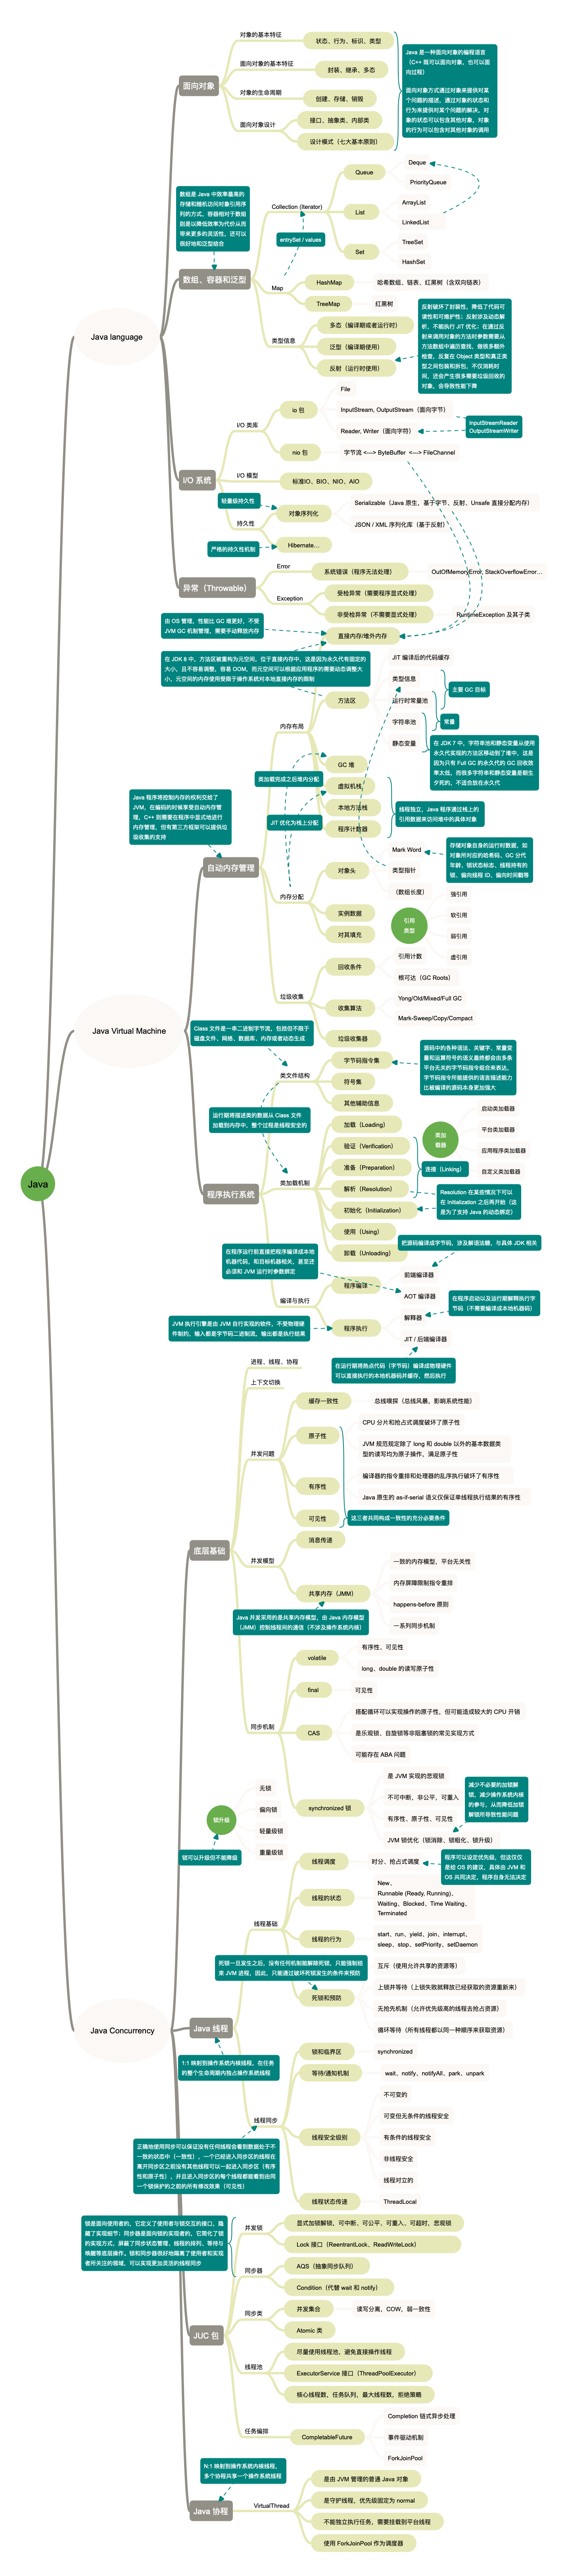 对象的基本特征
状态、行为、标识、类型
面向对象的基本特征
封装、继承、多态
面向对象
对象的生命周期
创建、存储、销毁
面向对象设计
接口、抽象类、内部类
设计模式（七大基本原则）
Java 是一种面向对象的编程语言
（C++ 既可以面向对象，也可以面
向过程）
面向对象方式通过对象来提供对某
个问题的描述，通过对象的状态和
行为来提供对某个问题的解决，对
象的状态可以包含其他对象，对象
的行为可以包含对其他对象的调用
数组是 Java 中效率最高的
存储和随机访问对象引用序
列的方式，容器相对于数组
则是以降低效率为代价从而
带来更多的灵活性，还可以
很好地和泛型结合
数组、容器和泛型
Collection (Iterator)
Queue
Deque
PriorityQueue
List
ArrayList
LinkedList
Set
TreeSet
HashSet
entrySet / values
Map
HashMap
哈希数组、链表、红黑树（含双向链表）
TreeMap
红黑树
类型信息
多态（编译期或者运行时）
泛型（编译期使用）
反射（运行时使用）
反射破坏了封装性，降低了代码可
读性和可维护性；反射涉及动态解
析，不能执行 JIT 优化；在通过反
射来调用对象的方法时参数需要从
方法数组中遍历查找，做很多额外
检查，反复在 Object 类型和真正类
型之间包装和拆包，不仅消耗时
间，还会产生很多需要垃圾回收的
对象，会导致性能下降
Java language
I/O 系统
I/O 类库
io 包
File
InputStream, OutputStream（面向字节）
Reader, Writer（面向字符）
InputStreamReader
OutputStreamWriter
nio 包
字节流 <---> ByteBuffer <---> FileChannel
I/O 模型
标准IO、BIO、NIO、AIO
轻量级持久性
持久性
对象序列化
Serializable（Java 原生，基于字节、反射、Unsafe 直接分配内存）
JSON / XML 序列化库（基于反射）
严格的持久性机制
Hibernate...
异常（Throwable）
Error
系统错误（程序无法处理）
OutOfMemoryError, StackOverflowError...
Exception
受检异常（需要程序显式处理）
非受检异常（不需要显式处理）
RuntimeException 及其子类
由 OS 管理，性能比 GC 堆更好，不受
JVM GC 机制管理，需要手动释放内存
直接内存/堆外内存
在 JDK 8 中，方法区被重构为元空间，位于直接内存中，这是因为永久代有固定的
大小，且不容易调整，容易 OOM，而元空间可以根据应用程序的需要动态调整大
小，元空间的内存使用受限于操作系统对本地直接内存的限制
内存布局
方法区
JIT 编译后的代码缓存
类型信息
运行时常量池
字符串池
静态变量
主要 GC 目标
常量
在 JDK 7 中，字符串池和静态变量从使用
永久代实现的方法区移动到了堆中，这是
因为只有 Full GC 的永久代的 GC 回收效
率太低，而很多字符串和静态变量是朝生
夕死的，不适合放在永久代
GC 堆
类加载完成之后堆内分配
虚拟机栈
本地方法栈
JIT 优化为栈上分配
程序计数器
线程独立，Java 程序通过栈上的
引用数据来访问堆中的具体对象
Java 程序将控制内存的权利交给了
JVM，在编码的时候享受自动内存管
理，C++ 则需要在程序中显式地进行
内存管理，但有第三方框架可以提供垃
圾收集的支持
自动内存管理
内存分配
对象头
Mark Word
类型指针
（数组长度）
存储对象自身的运行时数据，如
对象所对应的哈希码、GC 分代
年龄、锁状态标志、线程持有的
锁、偏向线程 ID、偏向时间戳等
实例数据
对其填充
引用
类型
强引用
软引用
弱引用
虚引用
垃圾收集
回收条件
引用计数
根可达（GC Roots）
收集算法
Yong/Old/Mixed/Full GC
Mark-Sweep/Copy/Compact
垃圾收集器
Java Virtual Machine
Class 文件是一串二进制字节流，包括但不限于
磁盘文件、网络、数据库、内存或者动态生成
类文件结构
字节码指令集
符号集
其他辅助信息
源码中的各种语法、关键字、常量变
量和运算符号的语义最终都会由多条
平台无关的字节码指令组合来表达，
字节码指令所能提供的语言描述能力
比被编译的源码本身更加强大
运行期将描述类的数据从 Class 文件
加载到内存中，整个过程是线程安全的
程序执行系统
类加载机制
加载（Loading）
验证（Verification）
准备（Preparation）
解析（Resolution）
初始化（Initialization）
使用（Using）
卸载（Unloading）
连接（Linking）
类加
载器
启动类加载器
平台类加载器
应用程序类加载器
自定义类加载器
Resolution 在某些情况下可以
在 Initialization 之后再开始（这
是为了支持 Java 的动态绑定）
把源码编译成字节码，涉及解语法糖，与具体 JDK 相关
在程序运行前直接把程序编译成本地
机器代码，和目标机器相关，甚至还
必须和 JVM 运行时参数绑定
编译与执行
程序编译
前端编译器
AOT 编译器
程序执行
解释器
JIT / 后端编译器
在程序启动以及运行期解释执行字
节码（不需要编译成本地机器码）
JVM 执行引擎是由 JVM 自行实现的软件，不受物理硬
件制约，输入都是字节码二进制流，输出都是执行结果
在运行期将热点代码（字节码）编译成物理硬件
可以直接执行的本地机器码并缓存，然后执行
Java
底层基础
进程、线程、协程
上下文切换
并发问题
缓存一致性
总线嗅探（总线风暴，影响系统性能）
原子性
CPU 分片和抢占式调度破坏了原子性
JVM 规范规定除了 long 和 double 以外的基本数据类
型的读写均为原子操作，满足原子性
有序性
编译器的指令重排和处理器的乱序执行破坏了有序性
Java 原生的 as-if-serial 语义仅保证单线程执行结果的有序性
可见性
这三者共同构成一致性的充分必要条件
并发模型
消息传递
共享内存（JMM）
一致的内存模型，平台无关性
内存屏障限制指令重排
happens-before 原则
一系列同步机制
Java 并发采用的是共享内存模型，由 Java 内存模型
（JMM）控制线程间的通信（不涉及操作系统内核）
同步机制
volatile
有序性、可见性
long、double 的读写原子性
final
可见性
CAS
搭配循环可以实现操作的原子性，但可能造成较大的 CPU 开销
是乐观锁、自旋锁等非阻塞锁的常见实现方式
可能存在 ABA 问题
synchronized 锁
是 JVM 实现的悲观锁
不可中断、非公平、可重入
有序性、原子性、可见性
JVM 锁优化（锁消除、锁粗化、锁升级）
减少不必要的加锁解
锁，减少操作系统内核
的参与，从而降低加锁
解锁所导致性能问题
锁升级
无锁
偏向锁
轻量级锁
重量级锁
锁可以升级但不能降级
Java Concurrency
Java 线程
线程基础
线程调度
时分、抢占式调度
程序可以设定优先级，但这仅仅
是给 OS 的建议，具体由 JVM 和
OS 共同决定，程序自身无法决定
线程的状态
New、
Runnable (Ready, Running)、
Waiting、Blocked、Time Waiting、
Terminated
线程的行为
start、run、yield、join、interrupt、
sleep、stop、setPriority、setDaemon
死锁一旦发生之后，没有任何机制能解除死锁，只能强制结
束 JVM 进程，因此，只能通过破坏死锁发生的条件来预防
死锁和预防
互斥（使用允许共享的资源等）
上锁并等待（上锁失败就释放已经获取的资源重新来）
无抢先机制（允许优先级高的线程去抢占资源）
循环等待（所有线程都以同一种顺序来获取资源）
1:1 映射到操作系统内核线程，在任务
的整个生命周期内独占操作系统线程
线程同步
锁和临界区
synchronized
等待/通知机制
wait、notify、notifyAll、park、unpark
线程安全级别
不可变的
可变但无条件的线程安全
有条件的线程安全
非线程安全
线程对立的
线程状态传递
ThreadLocal
正确地使用同步可以保证没有任何线程会看到数据处于不
一致的状态中（一致性），一个已经进入同步区的线程在
离开同步区之前没有其他线程可以一起进入同步区（有序
性和原子性），并且进入同步区的每个线程都能看到由同
一个锁保护的之前的所有修改效果（可见性）
锁是面向使用者的，它定义了使用者与锁交互的接口，隐
藏了实现细节；同步器是面向锁的实现者的，它简化了锁
的实现方式，屏蔽了同步状态管理、线程的排列、等待与
唤醒等底层操作。锁和同步器很好地隔离了使用者和实现
者所关注的领域，可以实现更加灵活的线程同步
JUC 包
并发锁
显式加锁解锁，可中断、可公平、可重入、可超时，悲观锁
Lock 接口（ReentrantLock、ReadWriteLock）
同步器
AQS（抽象同步队列）
Condition（代替 wait 和 notify）
同步类
并发集合
读写分离，COW，弱一致性
Atomic 类
线程池
尽量使用线程池，避免直接操作线程
ExecutorService 接口（ThreadPoolExecutor）
核心线程数，任务队列，最大线程数，拒绝策略
任务编排
CompletableFuture
Completion 链式异步处理
事件驱动机制
ForkJoinPool
N:1 映射到操作系统内核线程，
多个协程共享一个操作系统线程
Java 协程
VirtualThread
是由 JVM 管理的普通 Java 对象
是守护线程，优先级固定为 normal
不能独立执行任务，需要挂载到平台线程
使用 ForkJoinPool 作为调度器